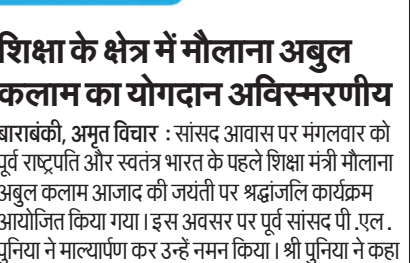 शिक्षा के क्षेत्र में मौलाना अबुल
कलाम का योगदान अविस्मरणीय
बाराबंकी, अमृत विचार : सांसद आवास पर मंगलवार को
पूर्व राष्ट्रपति और स्वतंत्र भारत के पहले शिक्षा मंत्री मौलाना
अबुल कलाम आजाद की जयंती पर श्रद्धांजलि कार्यक्रम
आयोजित किया गया। इस अवसर पर पूर्व सांसद पी.एल.
पुनिया ने माल्यार्पण कर उन्हें नमन किया। श्री पुनिया ने कहा